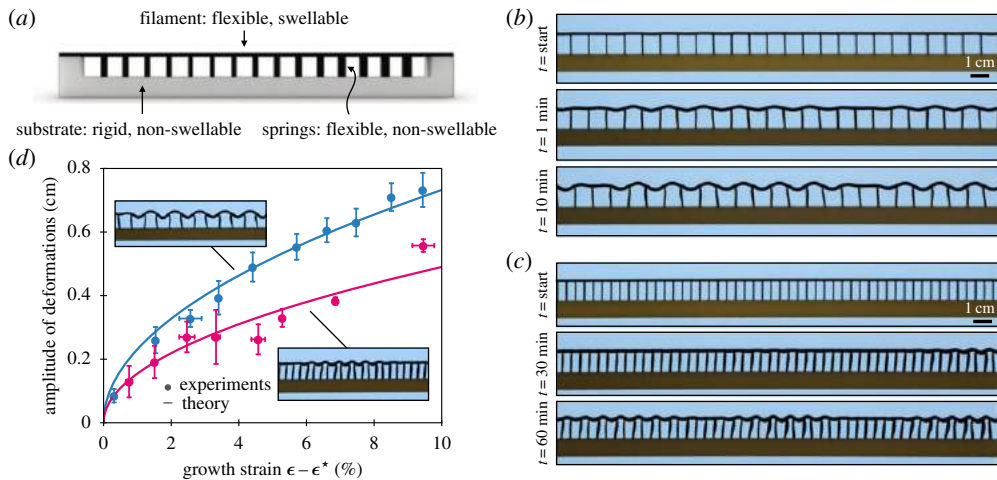 (a)
filament: flexible, swellable
substrate: rigid, non-swellable
springs: flexible, non-swellable
(b)
t = start
1 cm
t = 1 min
t = 10 min
(c)
t = start
1 cm
t = 30 min
t = 60 min
(d)
amplitude of deformations (cm)
0.8
0.6
0.4
0.2
0
experiments
theory
0 2 4 6 8 10
growth strain ϵ – ϵ* (%)